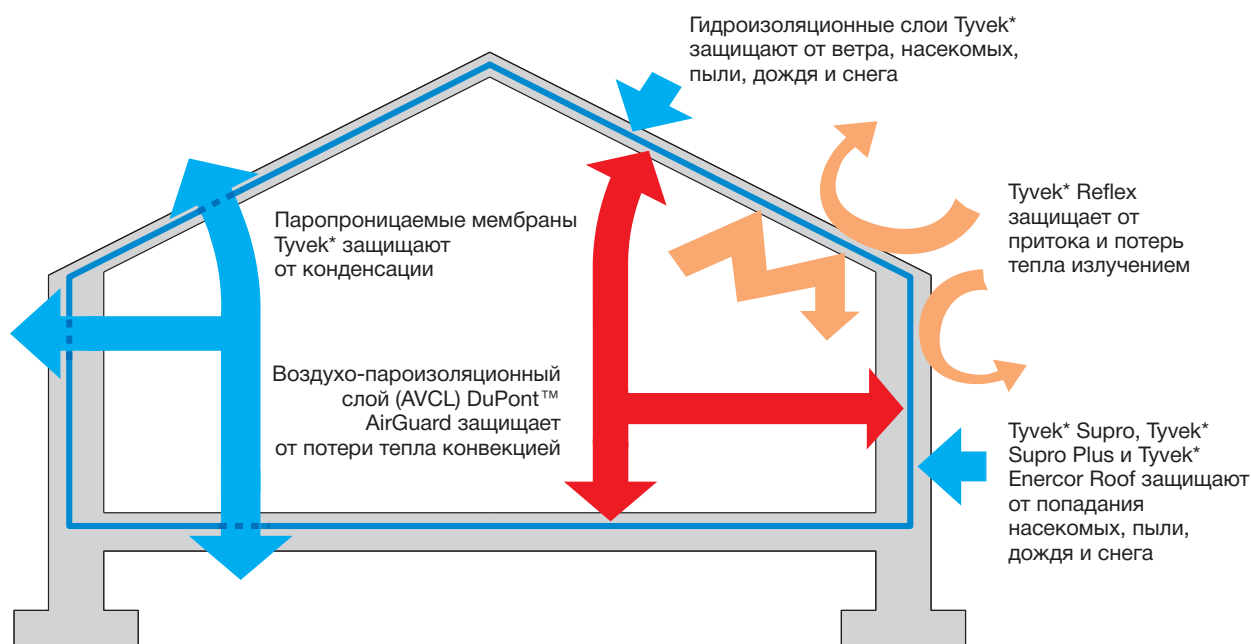 Гидроизоляционные слои Tyvek*
защищают от ветра, насекомых,
пыли, дождя и снега
Паропроницаемые мембраны
Tyvek* защищают
от конденсации
Tyvek* Reflex
защищает от
притока и потерь
тепла излучением
Воздухо-пароизоляционный
слой (AVCL) DuPont™
AirGuard защищает
от потери тепла конвекцией
Tyvek* Supro, Tyvek*
Supro Plus и Tyvek*
Enercor Roof защищают
от попадания
насекомых, пыли,
дождя и снега